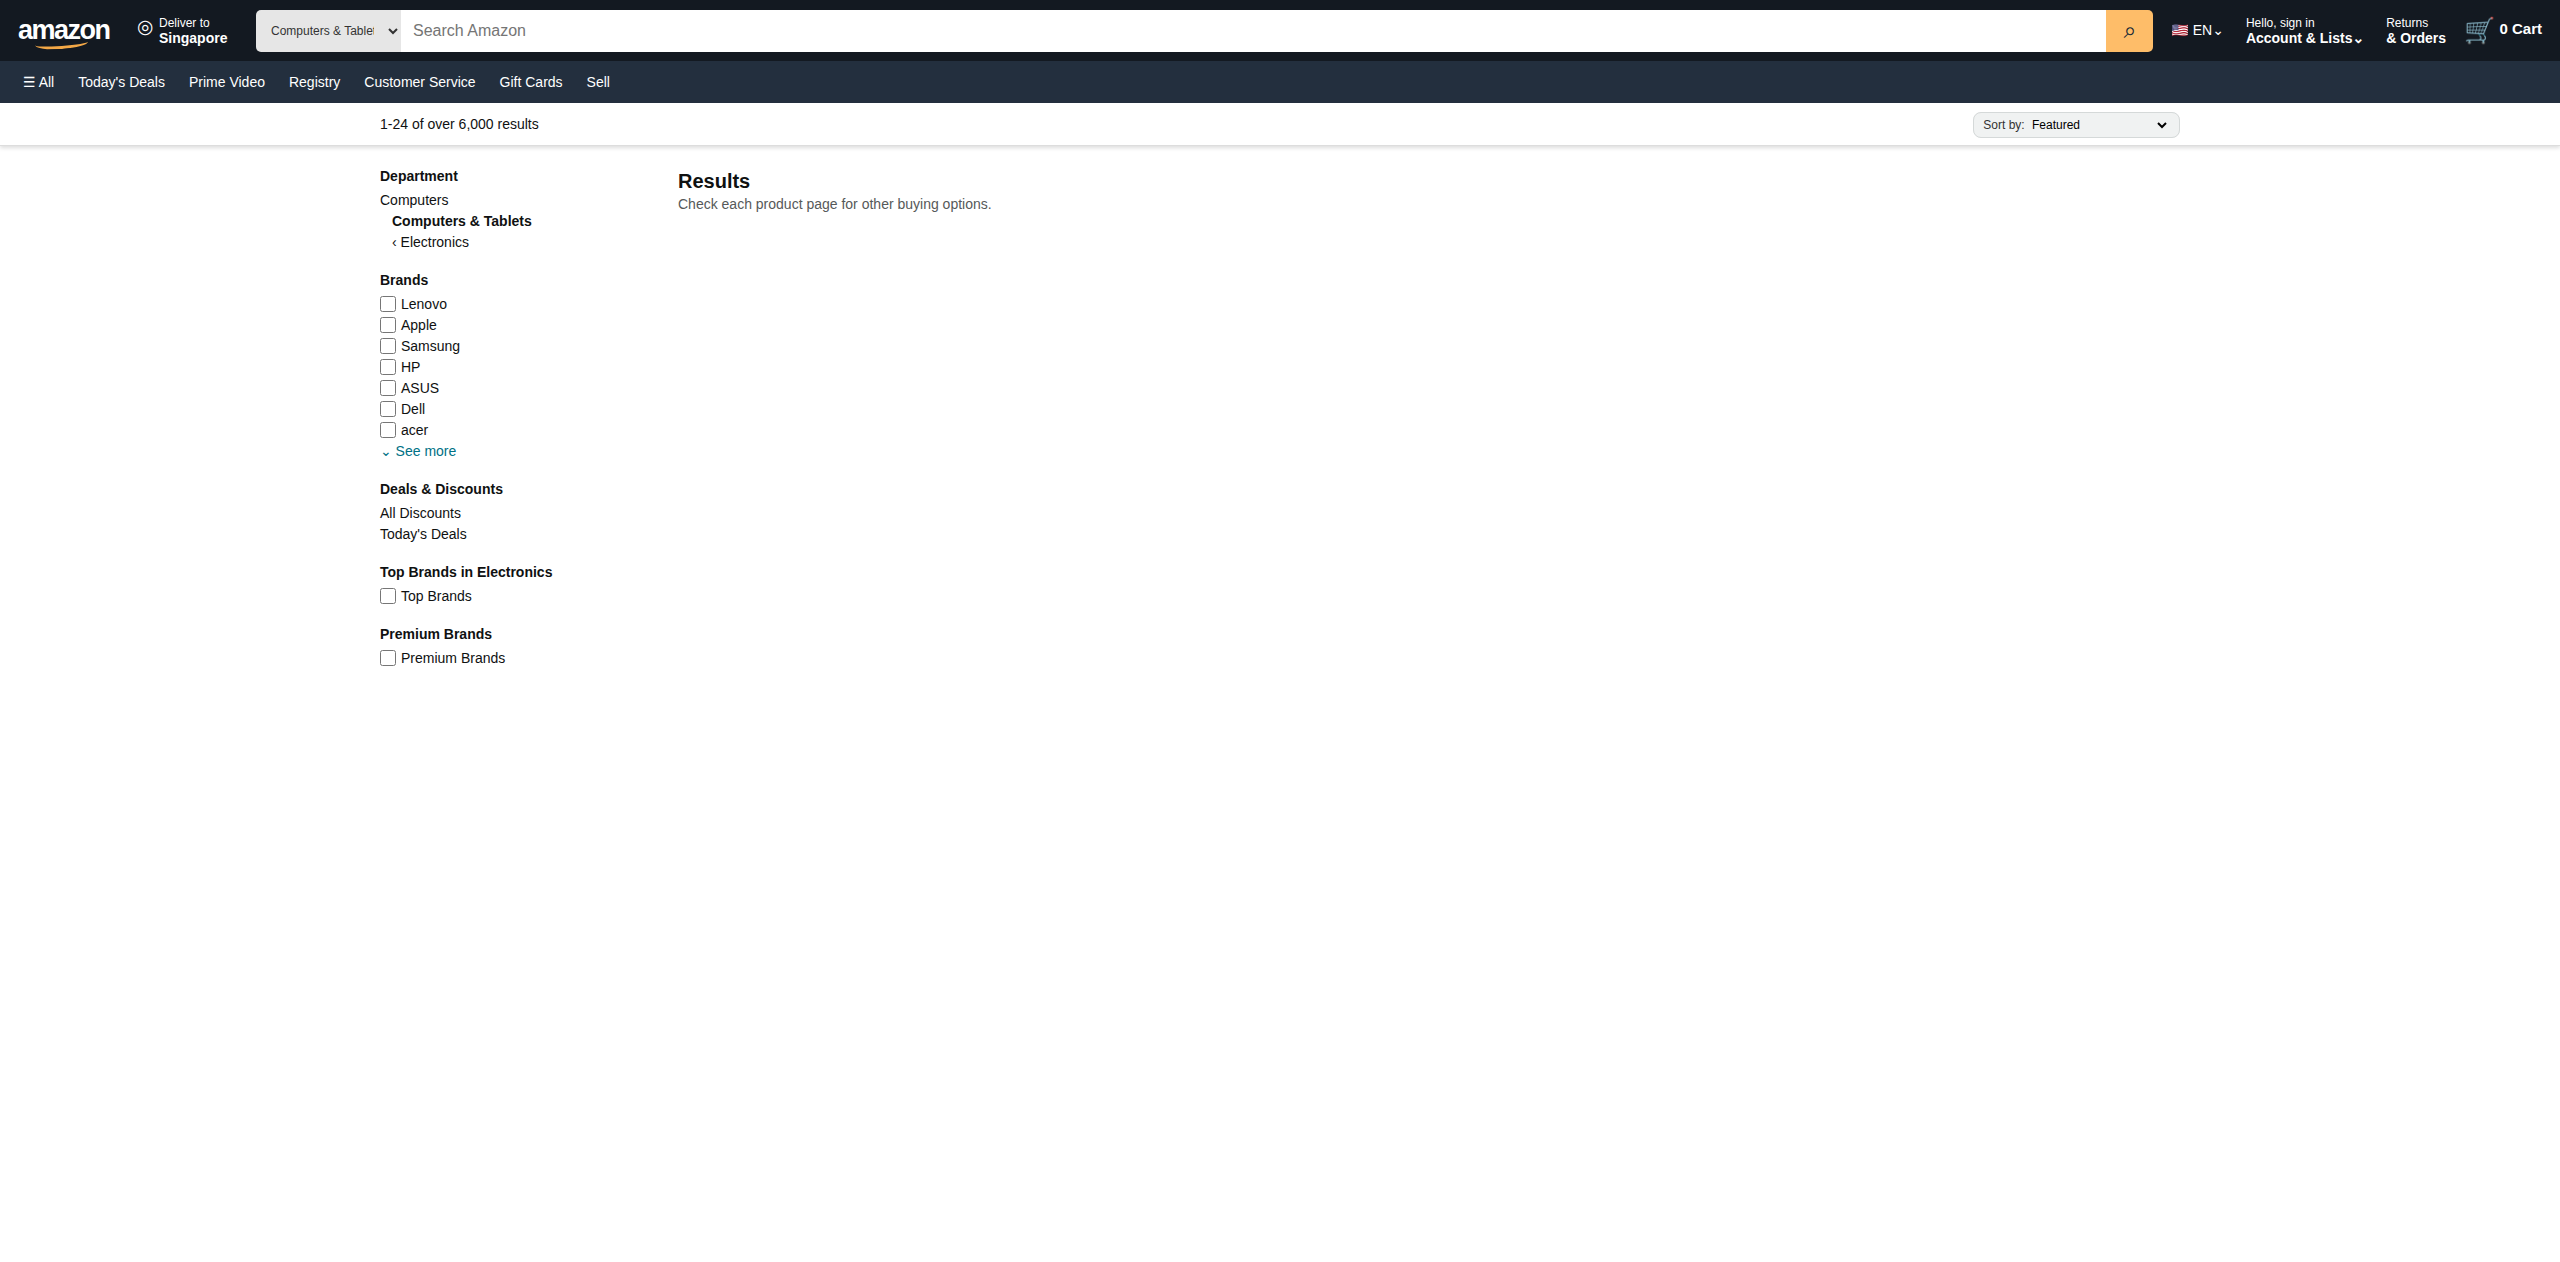 amazon
Deliver to
Singapore
Computers & Tablet
Search Amazon
EN
Hello, sign in
Account & Lists
Returns
& Orders
0 Cart
All
Today's Deals
Prime Video
Registry
Customer Service
Gift Cards
Sell
1-24 of over 6,000 results
Sort by: Featured
Department
Computers
Computers & Tablets
‹ Electronics
Brands
Lenovo
Apple
Samsung
HP
ASUS
Dell
acer
See more
Deals & Discounts
All Discounts
Today's Deals
Top Brands in Electronics
Top Brands
Premium Brands
Premium Brands
Results
Check each product page for other buying options.